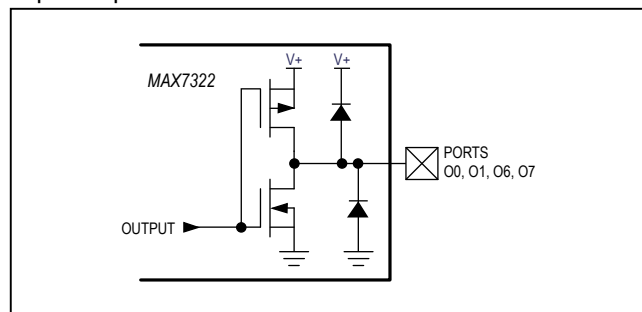 V+ V+
MAX7322
PORTS
O0, O1, O6, O7
OUTPUT